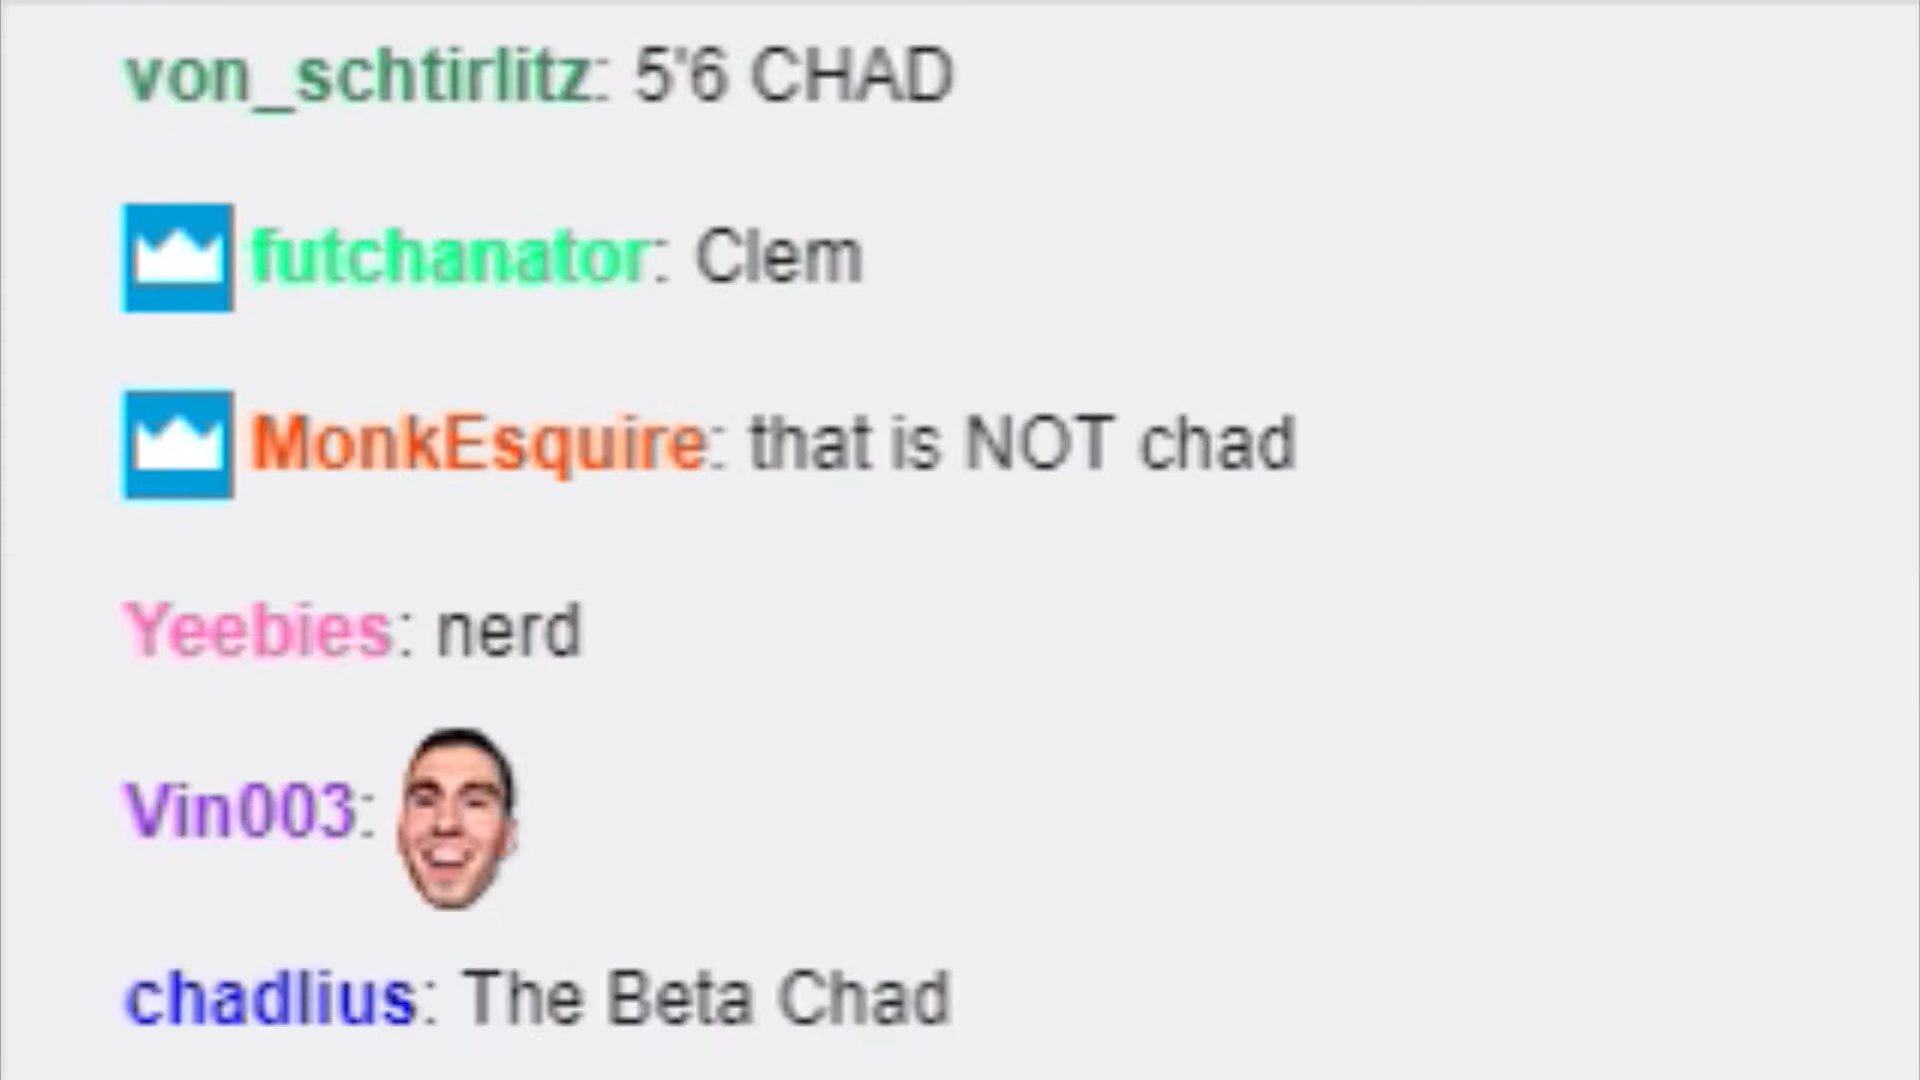 von_schtirlitz: 5'6 CHAD
futchanator: Clem
MonkEsquire: that is NOT chad
Yeebies: nerd
Vin003:
chadlius: The Beta Chad